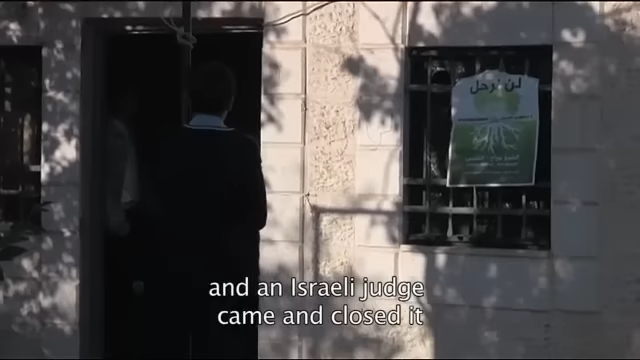 لن نرحل
and an Israeli judge
came and closed it